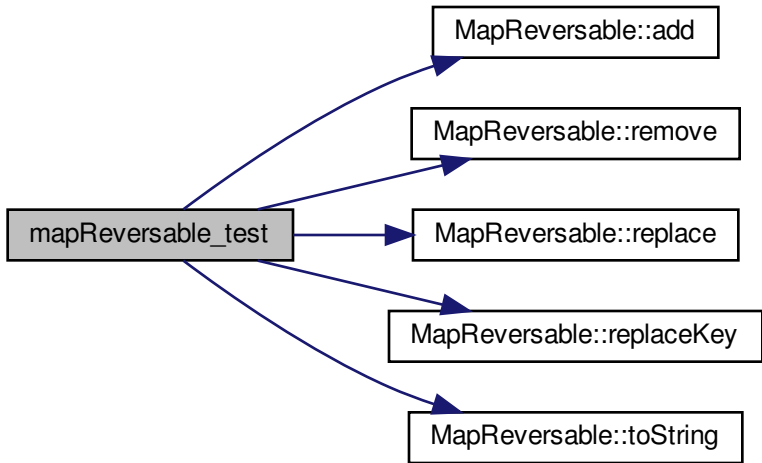 MapReversable::add
MapReversable::remove
mapReversable_test
MapReversable::replace
MapReversable::replaceKey
MapReversable::toString